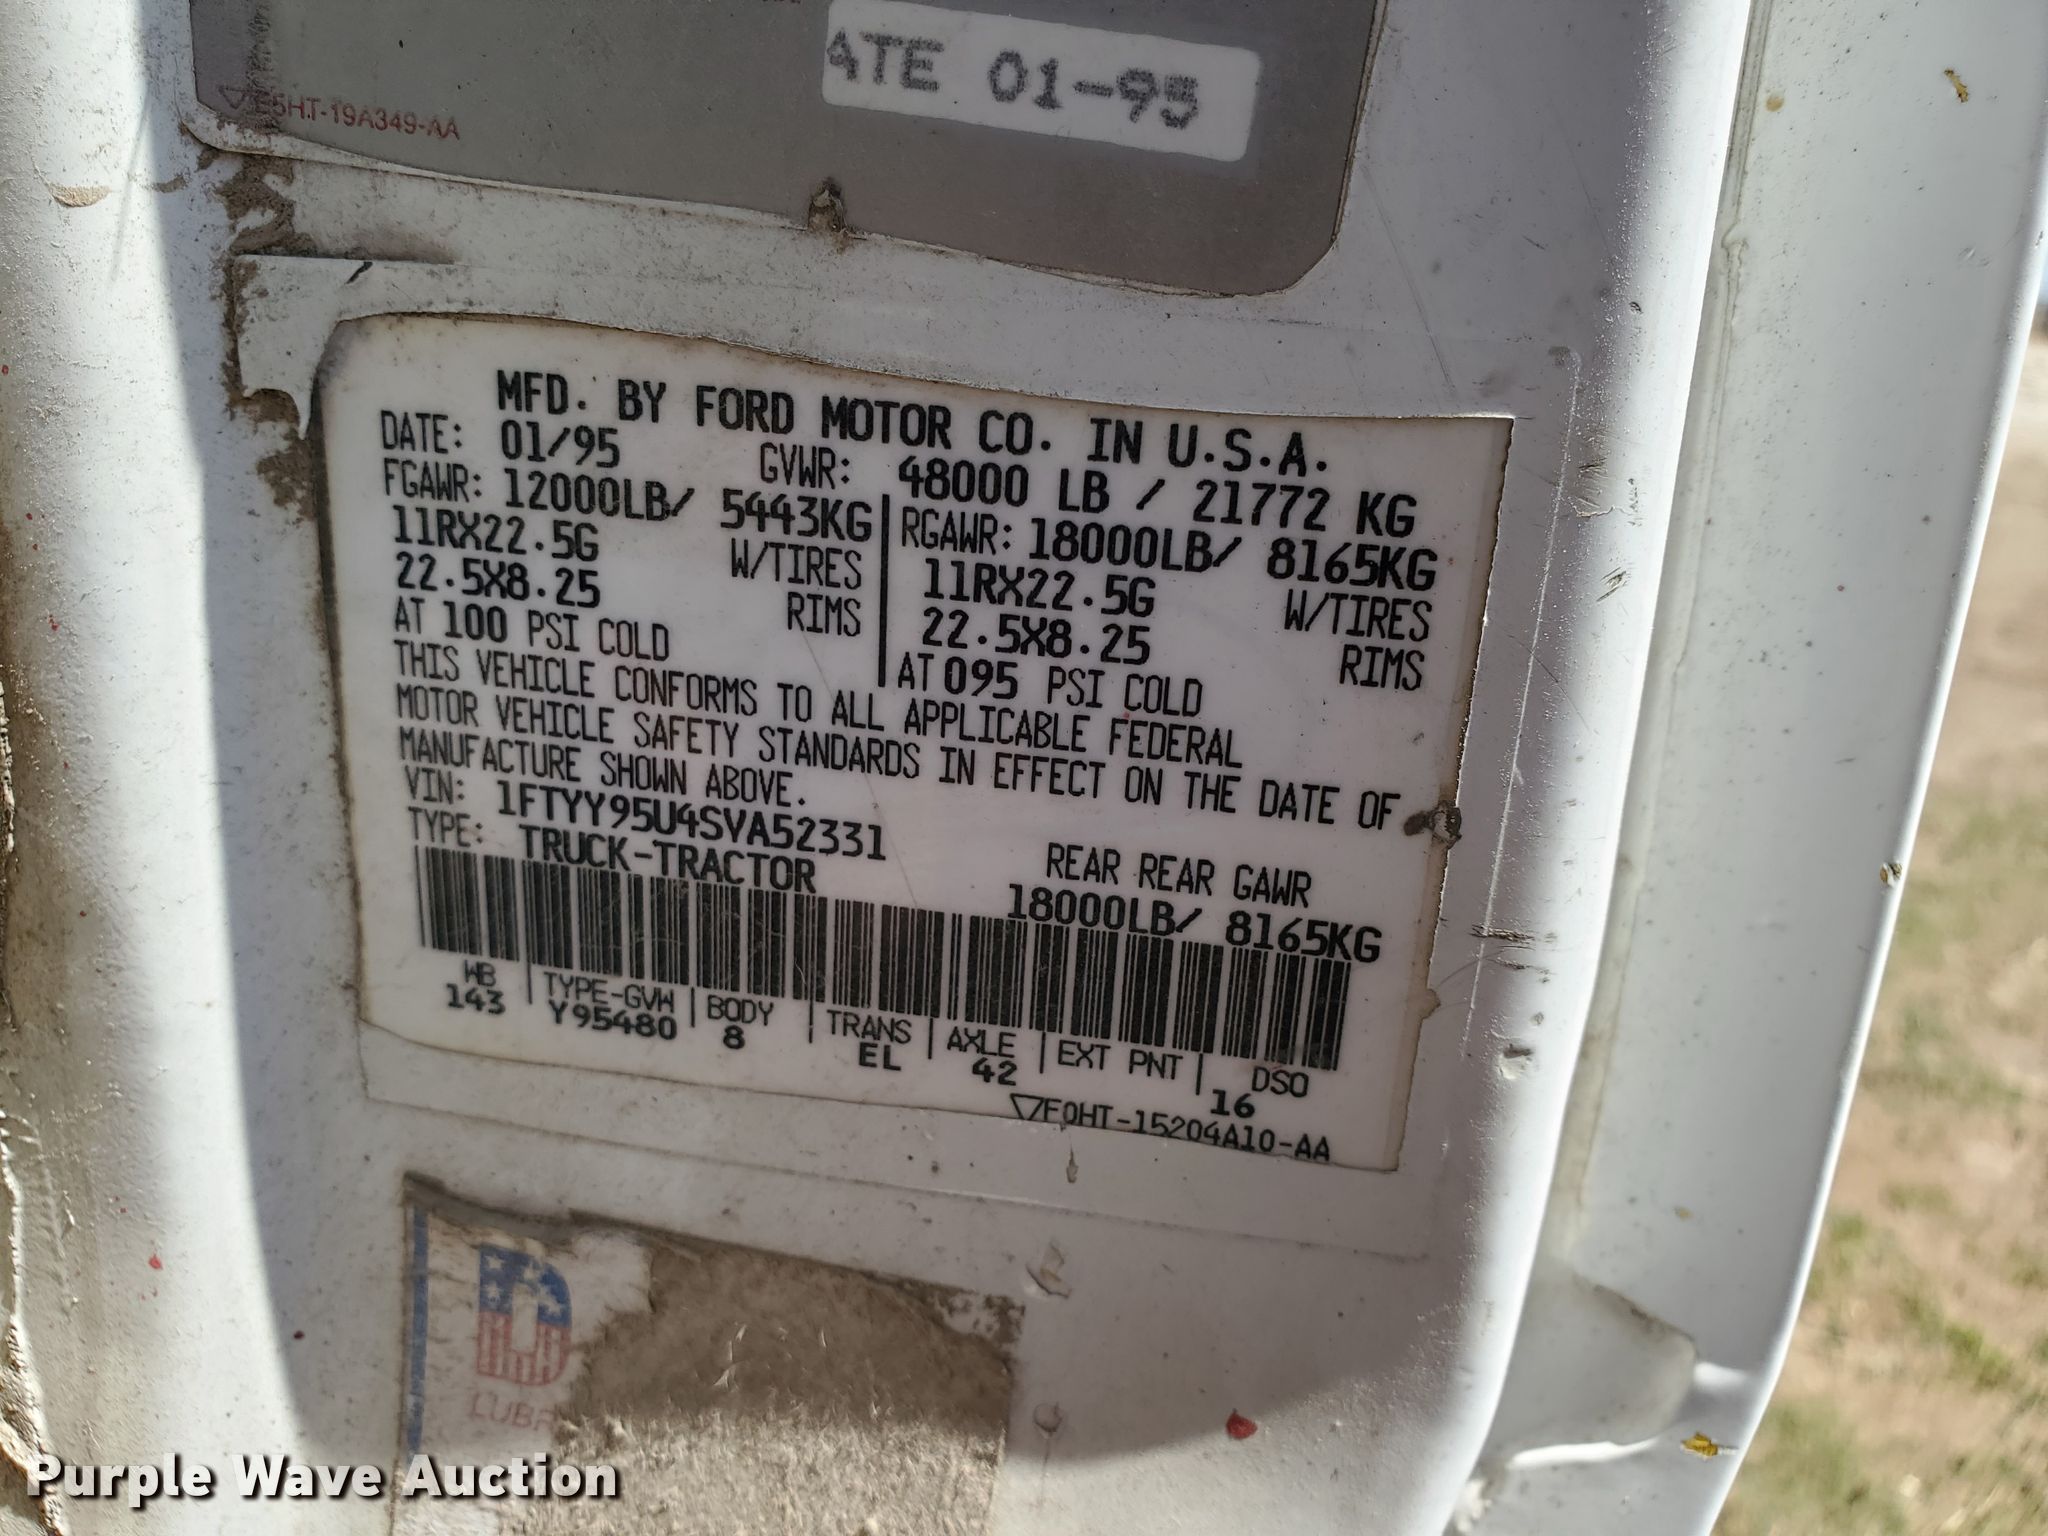 ATE 01-95
E5HT-19A349-AA
MFD. BY FORD MOTOR CO. IN U.S.A.
DATE: 01/95 GVWR: 48000 LB / 21772 KG
FGAWR: 12000LB/ 5443KG RGAWR: 18000LB/ 8165KG
11RX22.5G W/TIRES 11RX22.5G W/TIRES
22.5X8.25 RIMS 22.5X8.25 RIMS
AT 100 PSI COLD AT 095 PSI COLD
THIS VEHICLE CONFORMS TO ALL APPLICABLE FEDERAL
MOTOR VEHICLE SAFETY STANDARDS IN EFFECT ON THE DATE OF
MANUFACTURE SHOWN ABOVE.
VIN: 1FTYY95U4SVA52331 REAR REAR GAWR
TYPE: TRUCK-TRACTOR 18000LB/ 8165KG
WB TYPE-GVW BODY TRANS AXLE EXT PNT DSO
143 Y95480 8 EL 42 16
F0HT-15204A10-AA
LUBR
Purple Wave Auction